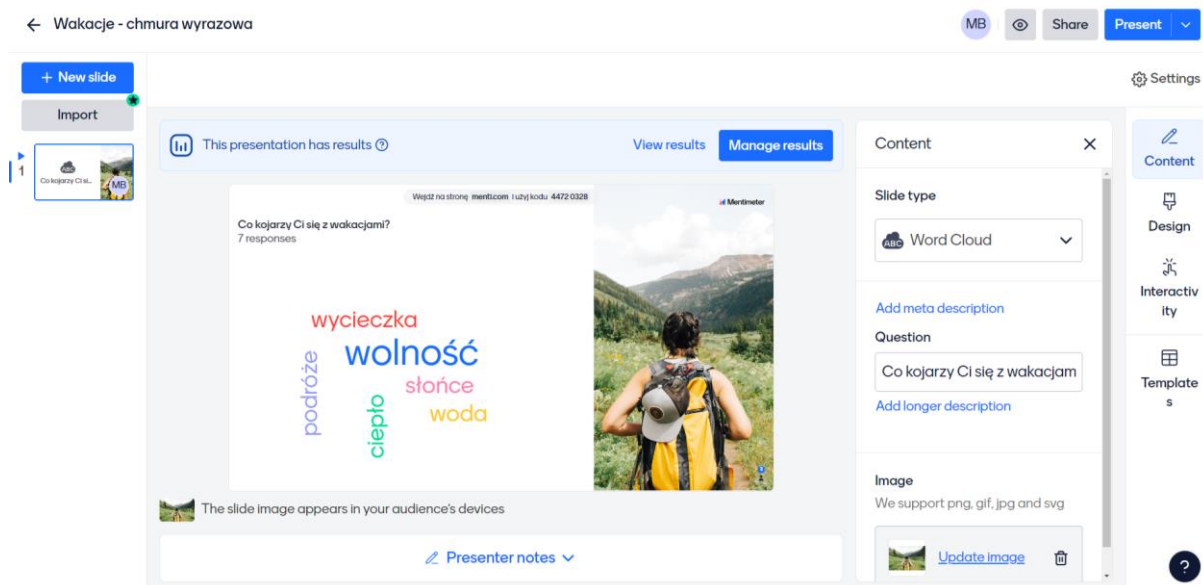 Wakacje - chmura wyrazowa
MB
Share
Present
+ New slide
Import
Settings
1
Co kojarzy Ci si...
MB
This presentation has results
View results
Manage results
Wejdź na stronę menti.com i użyj kodu 4472 0328
Mentimeter
Co kojarzy Ci się z wakacjami?
7 responses
wycieczka
wolność
podróże
słońce
ciepło
woda
The slide image appears in your audience's devices
Presenter notes
Content
Slide type
ABC
Word Cloud
Add meta description
Question
Co kojarzy Ci się z wakacjam
Add longer description
Image
We support png, gif, jpg and svg
Update image
Content
Design
Interactiv
ity
Template
s
?